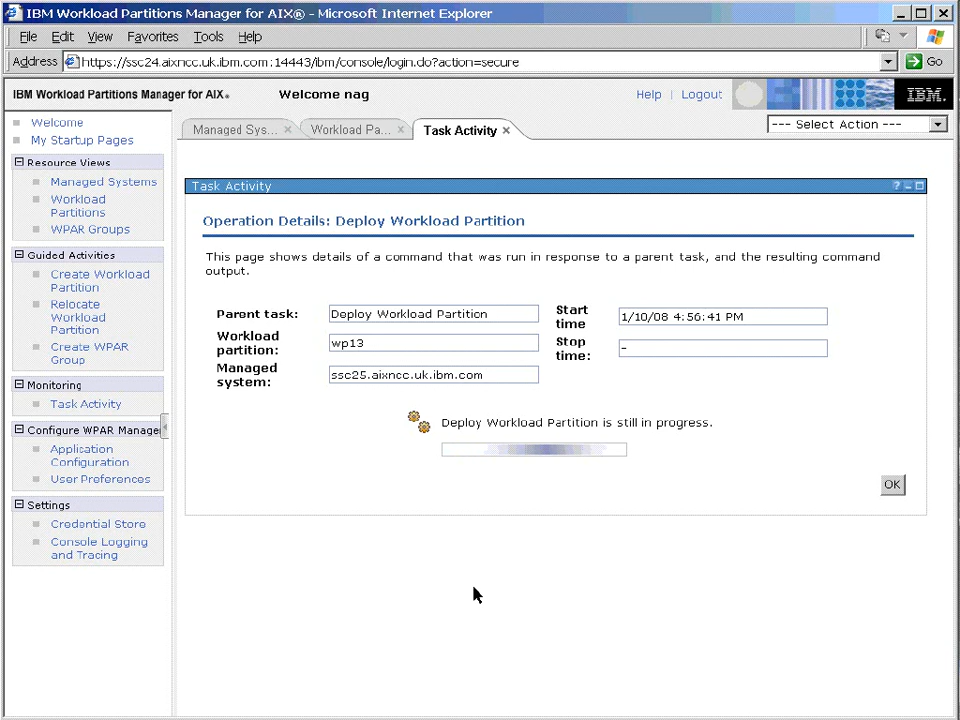 IBM Workload Partitions Manager for AIX® - Microsoft Internet Explorer
File Edit View Favorites Tools Help
Address https://ssc24.aixncc.uk.ibm.com:14443/ibm/console/login.do?action=secure Go
IBM Workload Partitions Manager for AIX® Welcome nag Help | Logout IBM.
Welcome
My Startup Pages
Resource Views
Managed Systems
Workload
Partitions
WPAR Groups
Guided Activities
Create Workload
Partition
Relocate
Workload
Partition
Create WPAR
Group
Monitoring
Task Activity
Configure WPAR Manager
Application
Configuration
User Preferences
Settings
Credential Store
Console Logging
and Tracing
Managed Sys... Workload Pa... Task Activity --- Select Action ---
Task Activity
Operation Details: Deploy Workload Partition
This page shows details of a command that was run in response to a parent task, and the resulting command
output.
Parent task: Deploy Workload Partition
Start
time 1/10/08 4:56:41 PM
Workload
partition: wp13
Stop
time: -
Managed
system: ssc25.aixncc.uk.ibm.com
Deploy Workload Partition is still in progress.
OK